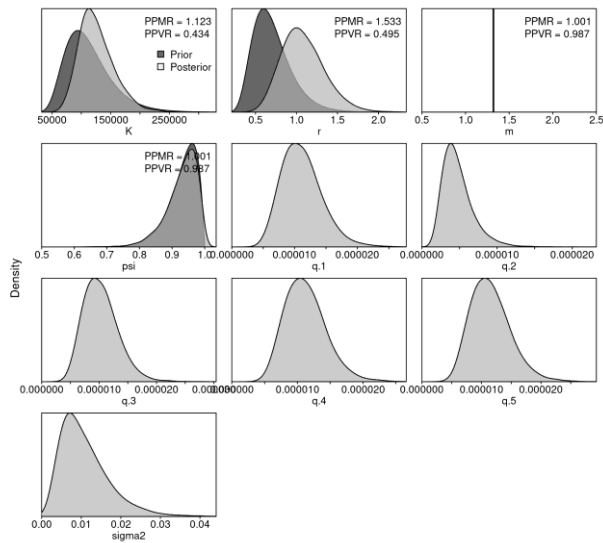 PPMR = 1.123
PPVR = 0.434
Prior
Posterior
50000 150000 250000
K
PPMR = 1.533
PPVR = 0.495
0.5 1.0 1.5 2.0
r
PPMR = 1.001
PPVR = 0.987
0.5 1.0 1.5 2.0 2.5
m
PPMR = 1.001
PPVR = 0.987
0.5 0.6 0.7 0.8 0.9 1.0
psi
0.000000 0.000010 0.000020
q.1
0.000000 0.000010 0.000020
q.2
Density
0.000000 0.000010 0.000020
q.3
0.000010 0.000020
q.4
0.000000 0.000010 0.000020
q.5
0.00 0.01 0.02 0.03 0.04
sigma2